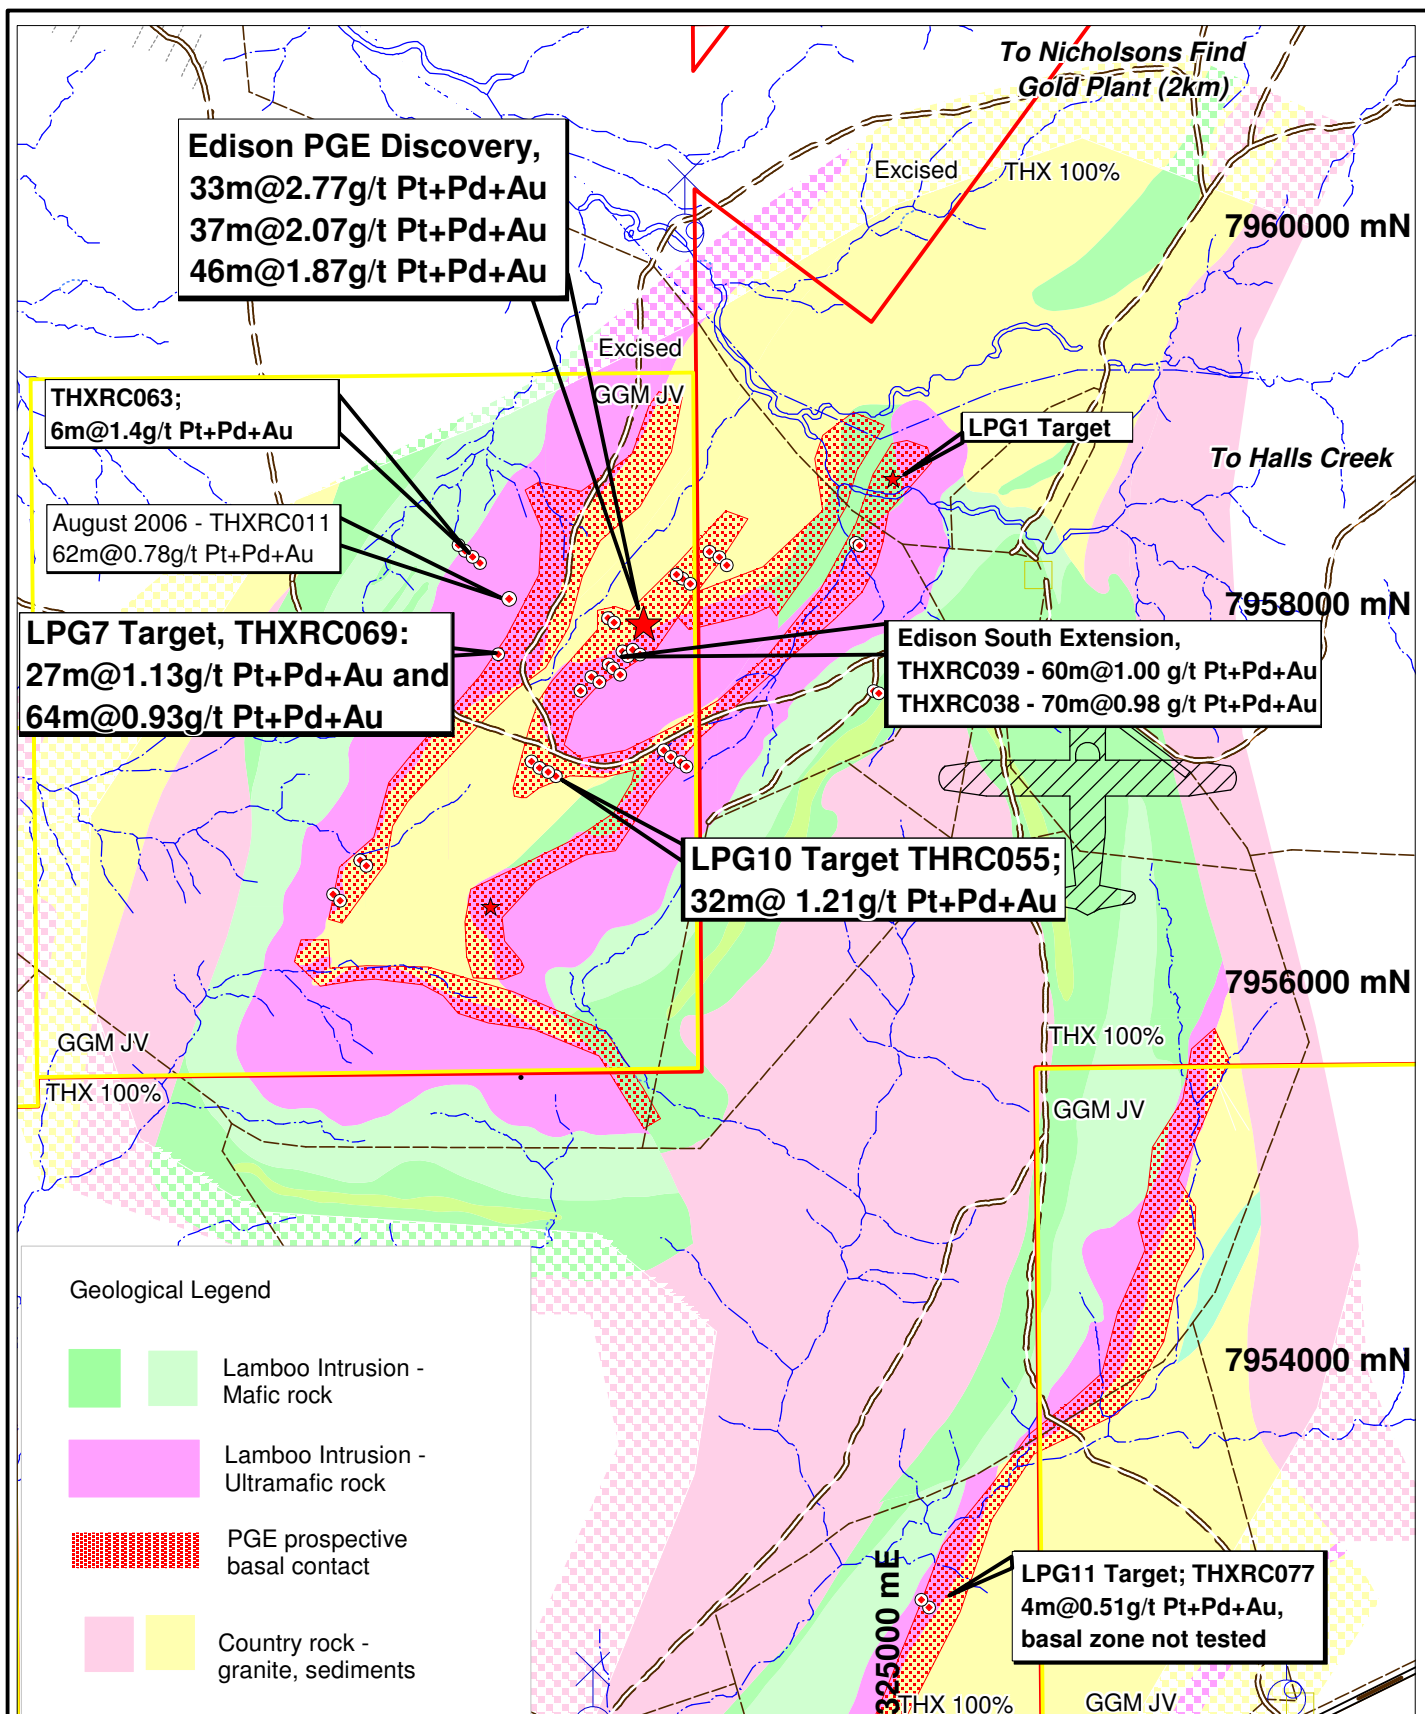 To Nicholsons Find
Gold Plant (2km)
Edison PGE Discovery,
33m@2.77g/t Pt+Pd+Au
37m@2.07g/t Pt+Pd+Au
46m@1.87g/t Pt+Pd+Au
Excised
THX 100%
7960000 mN
Excised
GGM JV
THXRC063;
6m@1.4g/t Pt+Pd+Au
LPG1 Target
To Halls Creek
August 2006 - THXRC011
62m@0.78g/t Pt+Pd+Au
7958000 mN
LPG7 Target, THXRC069:
27m@1.13g/t Pt+Pd+Au and
64m@0.93g/t Pt+Pd+Au
Edison South Extension,
THXRC039 - 60m@1.00 g/t Pt+Pd+Au
THXRC038 - 70m@0.98 g/t Pt+Pd+Au
LPG10 Target THRC055;
32m@ 1.21g/t Pt+Pd+Au
7956000 mN
GGM JV
THX 100%
THX 100%
GGM JV
7954000 mN
Geological Legend
Lamboo Intrusion -
Mafic rock
Lamboo Intrusion -
Ultramafic rock
PGE prospective
basal contact
Country rock -
granite, sediments
325000 mE
LPG11 Target; THXRC077
4m@0.51g/t Pt+Pd+Au,
basal zone not tested
THX 100%
GGM JV